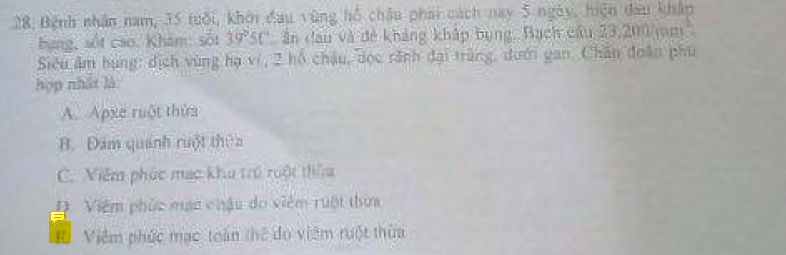 28. Bệnh nhân nam, 35 tuổi, khởi đau vùng hố chậu phải cách nay 5 ngày, hiện đau khắp
bụng, sốt cao. Khám: sốt 39°5C, ấn đau và đề kháng khắp bụng. Bạch cầu 23,200/mm³.
Siêu âm bụng: dịch vùng hạ vị, 2 hố chậu, dọc rãnh đại tràng, dưới gan. Chẩn đoán phù
hợp nhất là:
A. Apxe ruột thừa
B. Đám quánh ruột thừa
C. Viêm phúc mạc khu trú ruột thừa
D. Viêm phúc mạc chậu do viêm ruột thừa
E. Viêm phúc mạc toàn thể do viêm ruột thừa